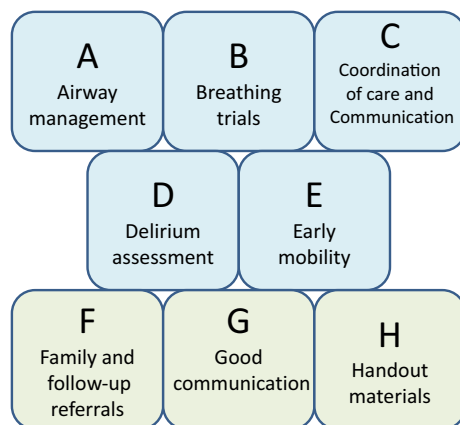 A
Airway
management
B
Breathing
trials
C
Coordination
of care and
Communication
D
Delirium
assessment
E
Early
mobility
F
Family and
follow-up
referrals
G
Good
communication
H
Handout
materials